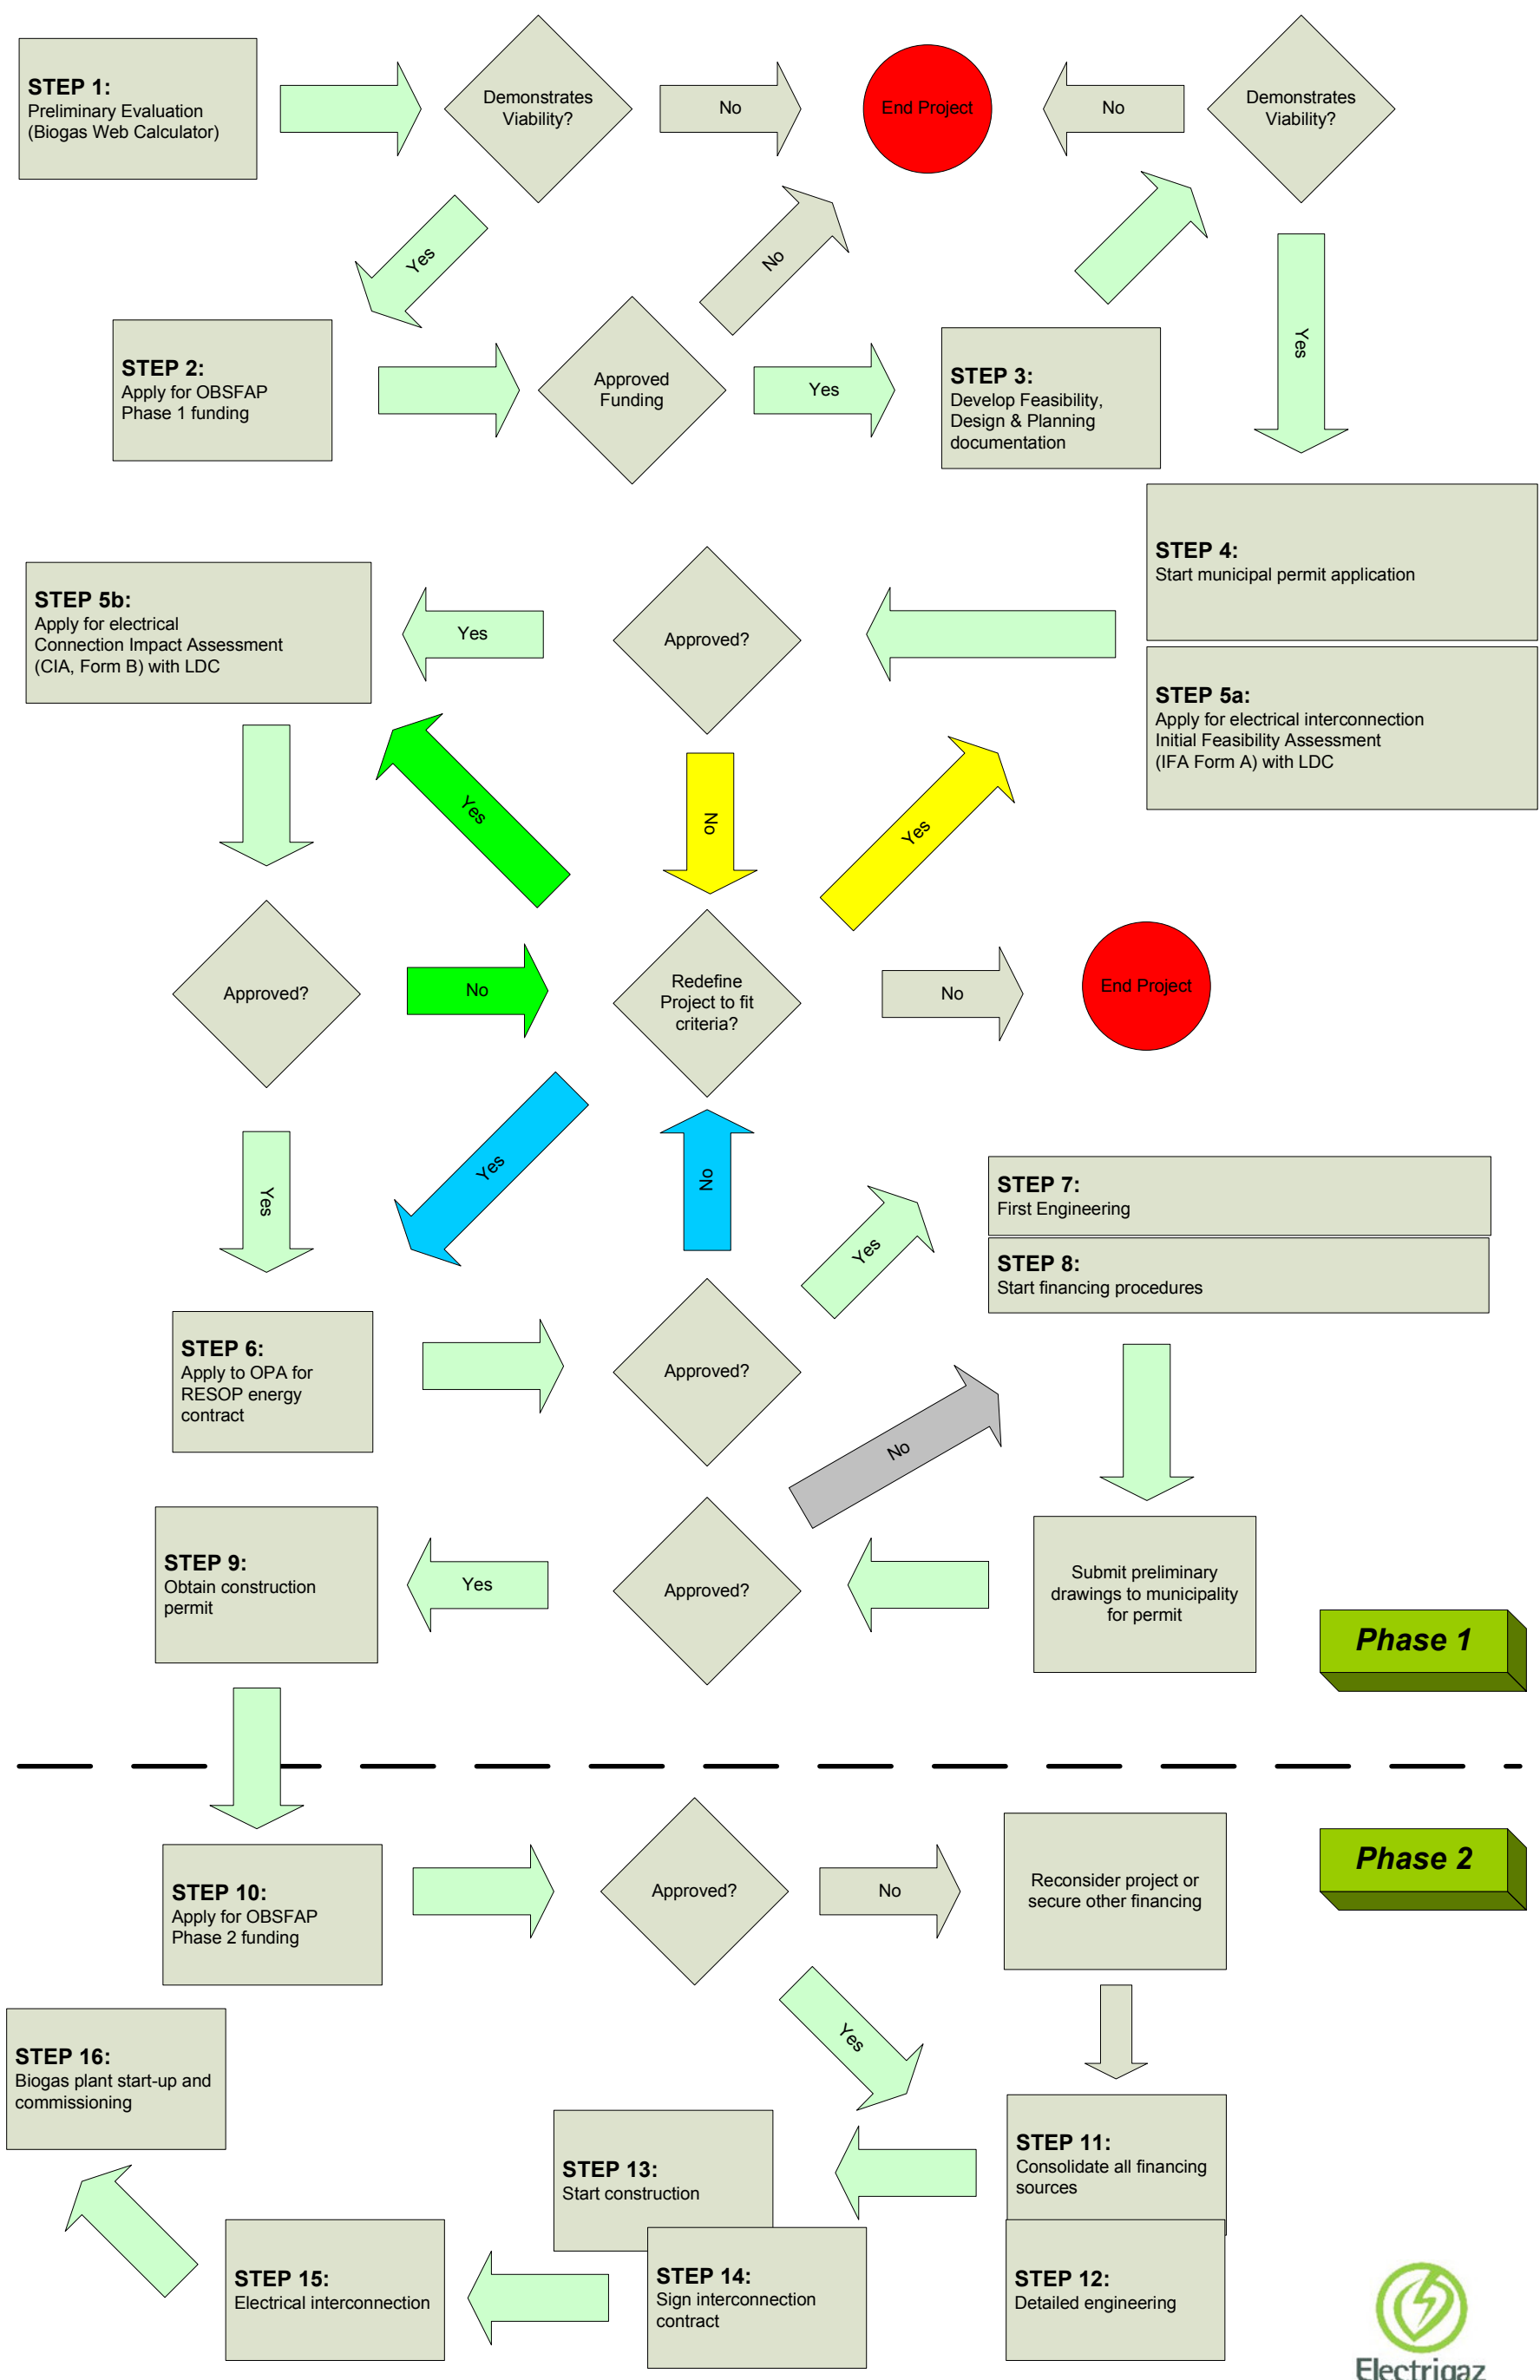 STEP 1:
Preliminary Evaluation
(Biogas Web Calculator)
Demonstrates
Viability?
No
End Project
No
Demonstrates
Viability?
Yes
No
Yes
STEP 2:
Apply for OBSFAP
Phase 1 funding
Approved
Funding
Yes
STEP 3:
Develop Feasibility,
Design & Planning
documentation
STEP 4:
Start municipal permit application
STEP 5b:
Apply for electrical
Connection Impact Assessment
(CIA, Form B) with LDC
Yes
Approved?
STEP 5a:
Apply for electrical interconnection
Initial Feasibility Assessment
(IFA Form A) with LDC
Yes
No
Yes
Approved?
No
Redefine
Project to fit
criteria?
No
End Project
Yes
Yes
No
Yes
STEP 7:
First Engineering
STEP 8:
Start financing procedures
STEP 6:
Apply to OPA for
RESOP energy
contract
Approved?
No
STEP 9:
Obtain construction
permit
Yes
Approved?
Submit preliminary
drawings to municipality
for permit
Phase 1
STEP 10:
Apply for OBSFAP
Phase 2 funding
Approved?
No
Reconsider project or
secure other financing
Phase 2
Yes
STEP 16:
Biogas plant start-up and
commissioning
STEP 13:
Start construction
STEP 11:
Consolidate all financing
sources
STEP 15:
Electrical interconnection
STEP 14:
Sign interconnection
contract
STEP 12:
Detailed engineering
Electrigaz